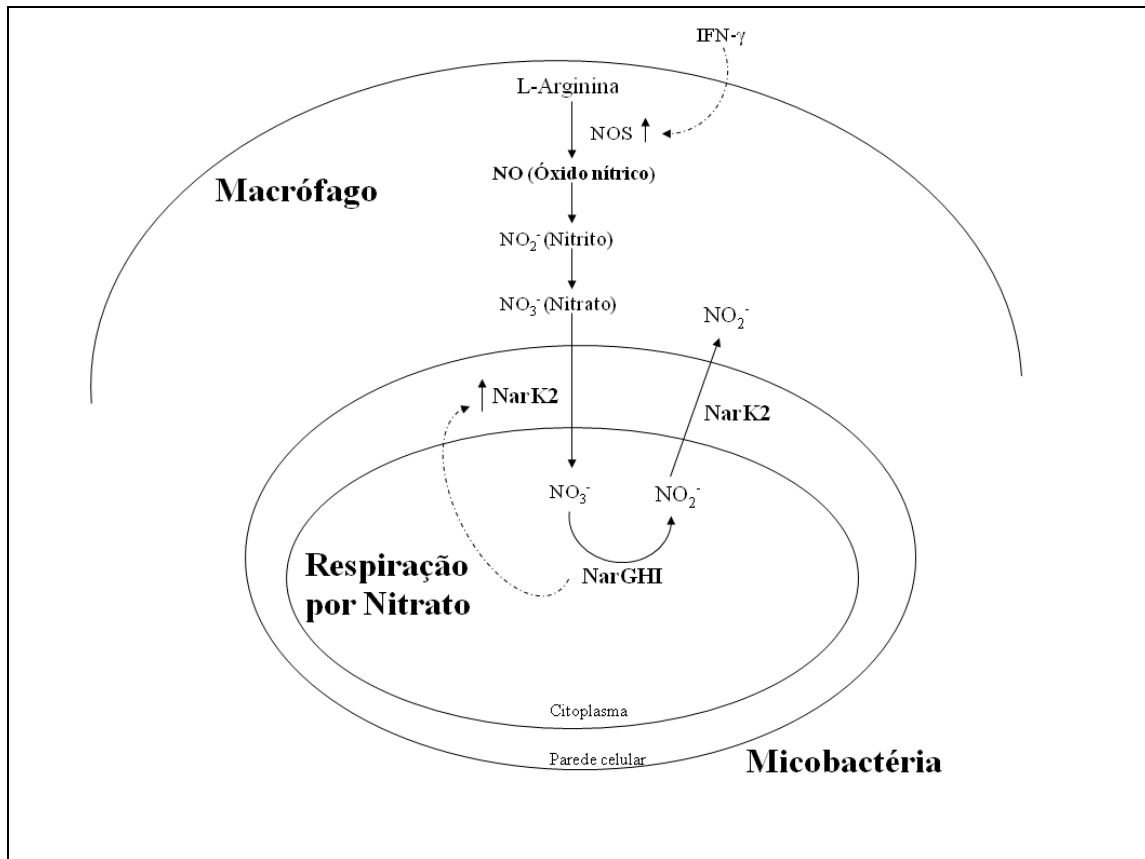 IFN-γ
L-Arginina
NOS ↑
NO (Óxido nítrico)
Macrófago
NO₂⁻ (Nitrito)
NO₃⁻ (Nitrato)
NO₂⁻
↑ NarK2
NarK2
NO₃⁻
NO₂⁻
Respiração
por Nitrato
NarGHI
Citoplasma
Parede celular
Micobactéria